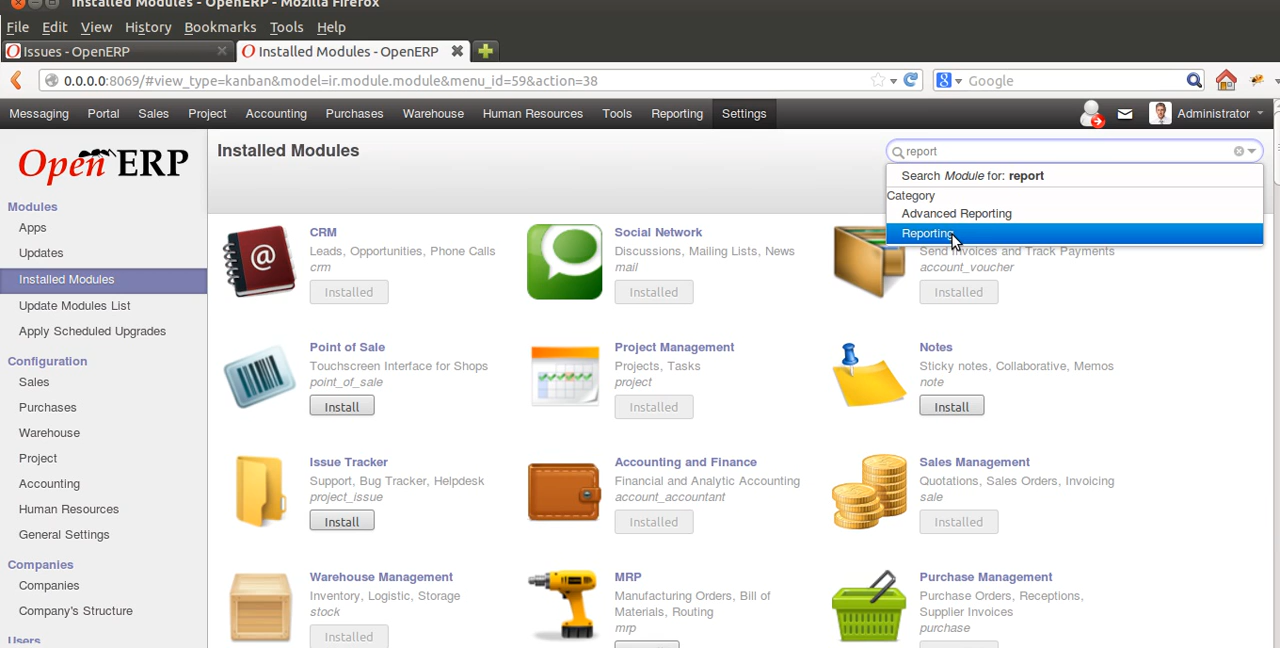 Installed Modules - OpenERP - Mozilla Firefox
File Edit View History Bookmarks Tools Help
Issues - OpenERP
Installed Modules - OpenERP
0.0.0.0:8069/#view_type=kanban&model=ir.module.module&menu_id=59&action=38
Google
Messaging Portal Sales Project Accounting Purchases Warehouse Human Resources Tools Reporting Settings
Administrator
Open ERP
Modules
Apps
Updates
Installed Modules
Update Modules List
Apply Scheduled Upgrades
Configuration
Sales
Purchases
Warehouse
Project
Accounting
Human Resources
General Settings
Companies
Companies
Company's Structure
Users
Installed Modules
report
Search Module for: report
Category
Advanced Reporting
Reporting
CRM
Leads, Opportunities, Phone Calls
crm
Installed
Social Network
Discussions, Mailing Lists, News
mail
Installed
Send Invoices and Track Payments
account_voucher
Installed
Point of Sale
Touchscreen Interface for Shops
point_of_sale
Install
Project Management
Projects, Tasks
project
Installed
Notes
Sticky notes, Collaborative, Memos
note
Install
Issue Tracker
Support, Bug Tracker, Helpdesk
project_issue
Install
Accounting and Finance
Financial and Analytic Accounting
account_accountant
Installed
Sales Management
Quotations, Sales Orders, Invoicing
sale
Installed
Warehouse Management
Inventory, Logistic, Storage
stock
Installed
MRP
Manufacturing Orders, Bill of
Materials, Routing
mrp
Purchase Management
Purchase Orders, Receptions,
Supplier Invoices
purchase